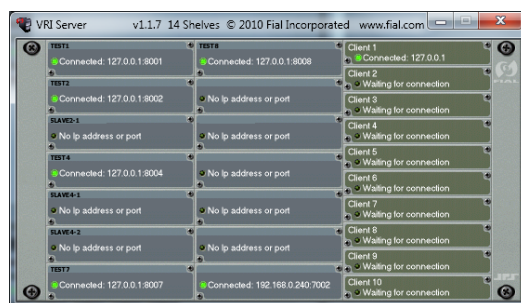 VRI Server v1.1.7 14 Shelves © 2010 Fial Incorporated www.fial.com
TEST1
Connected: 127.0.0.1:8001
TEST2
Connected: 127.0.0.1:8002
SLAVE2-1
No Ip address or port
TEST4
Connected: 127.0.0.1:8004
SLAVE4-1
No Ip address or port
SLAVE4-2
No Ip address or port
TEST7
Connected: 127.0.0.1:8007
TEST8
Connected: 127.0.0.1:8008
No Ip address or port
No Ip address or port
No Ip address or port
No Ip address or port
No Ip address or port
Connected: 192.168.0.240:7002
Client 1
Connected: 127.0.0.1
Client 2
Waiting for connection
Client 3
Waiting for connection
Client 4
Waiting for connection
Client 5
Waiting for connection
Client 6
Waiting for connection
Client 7
Waiting for connection
Client 8
Waiting for connection
Client 9
Waiting for connection
Client 10
Waiting for connection
FIAL